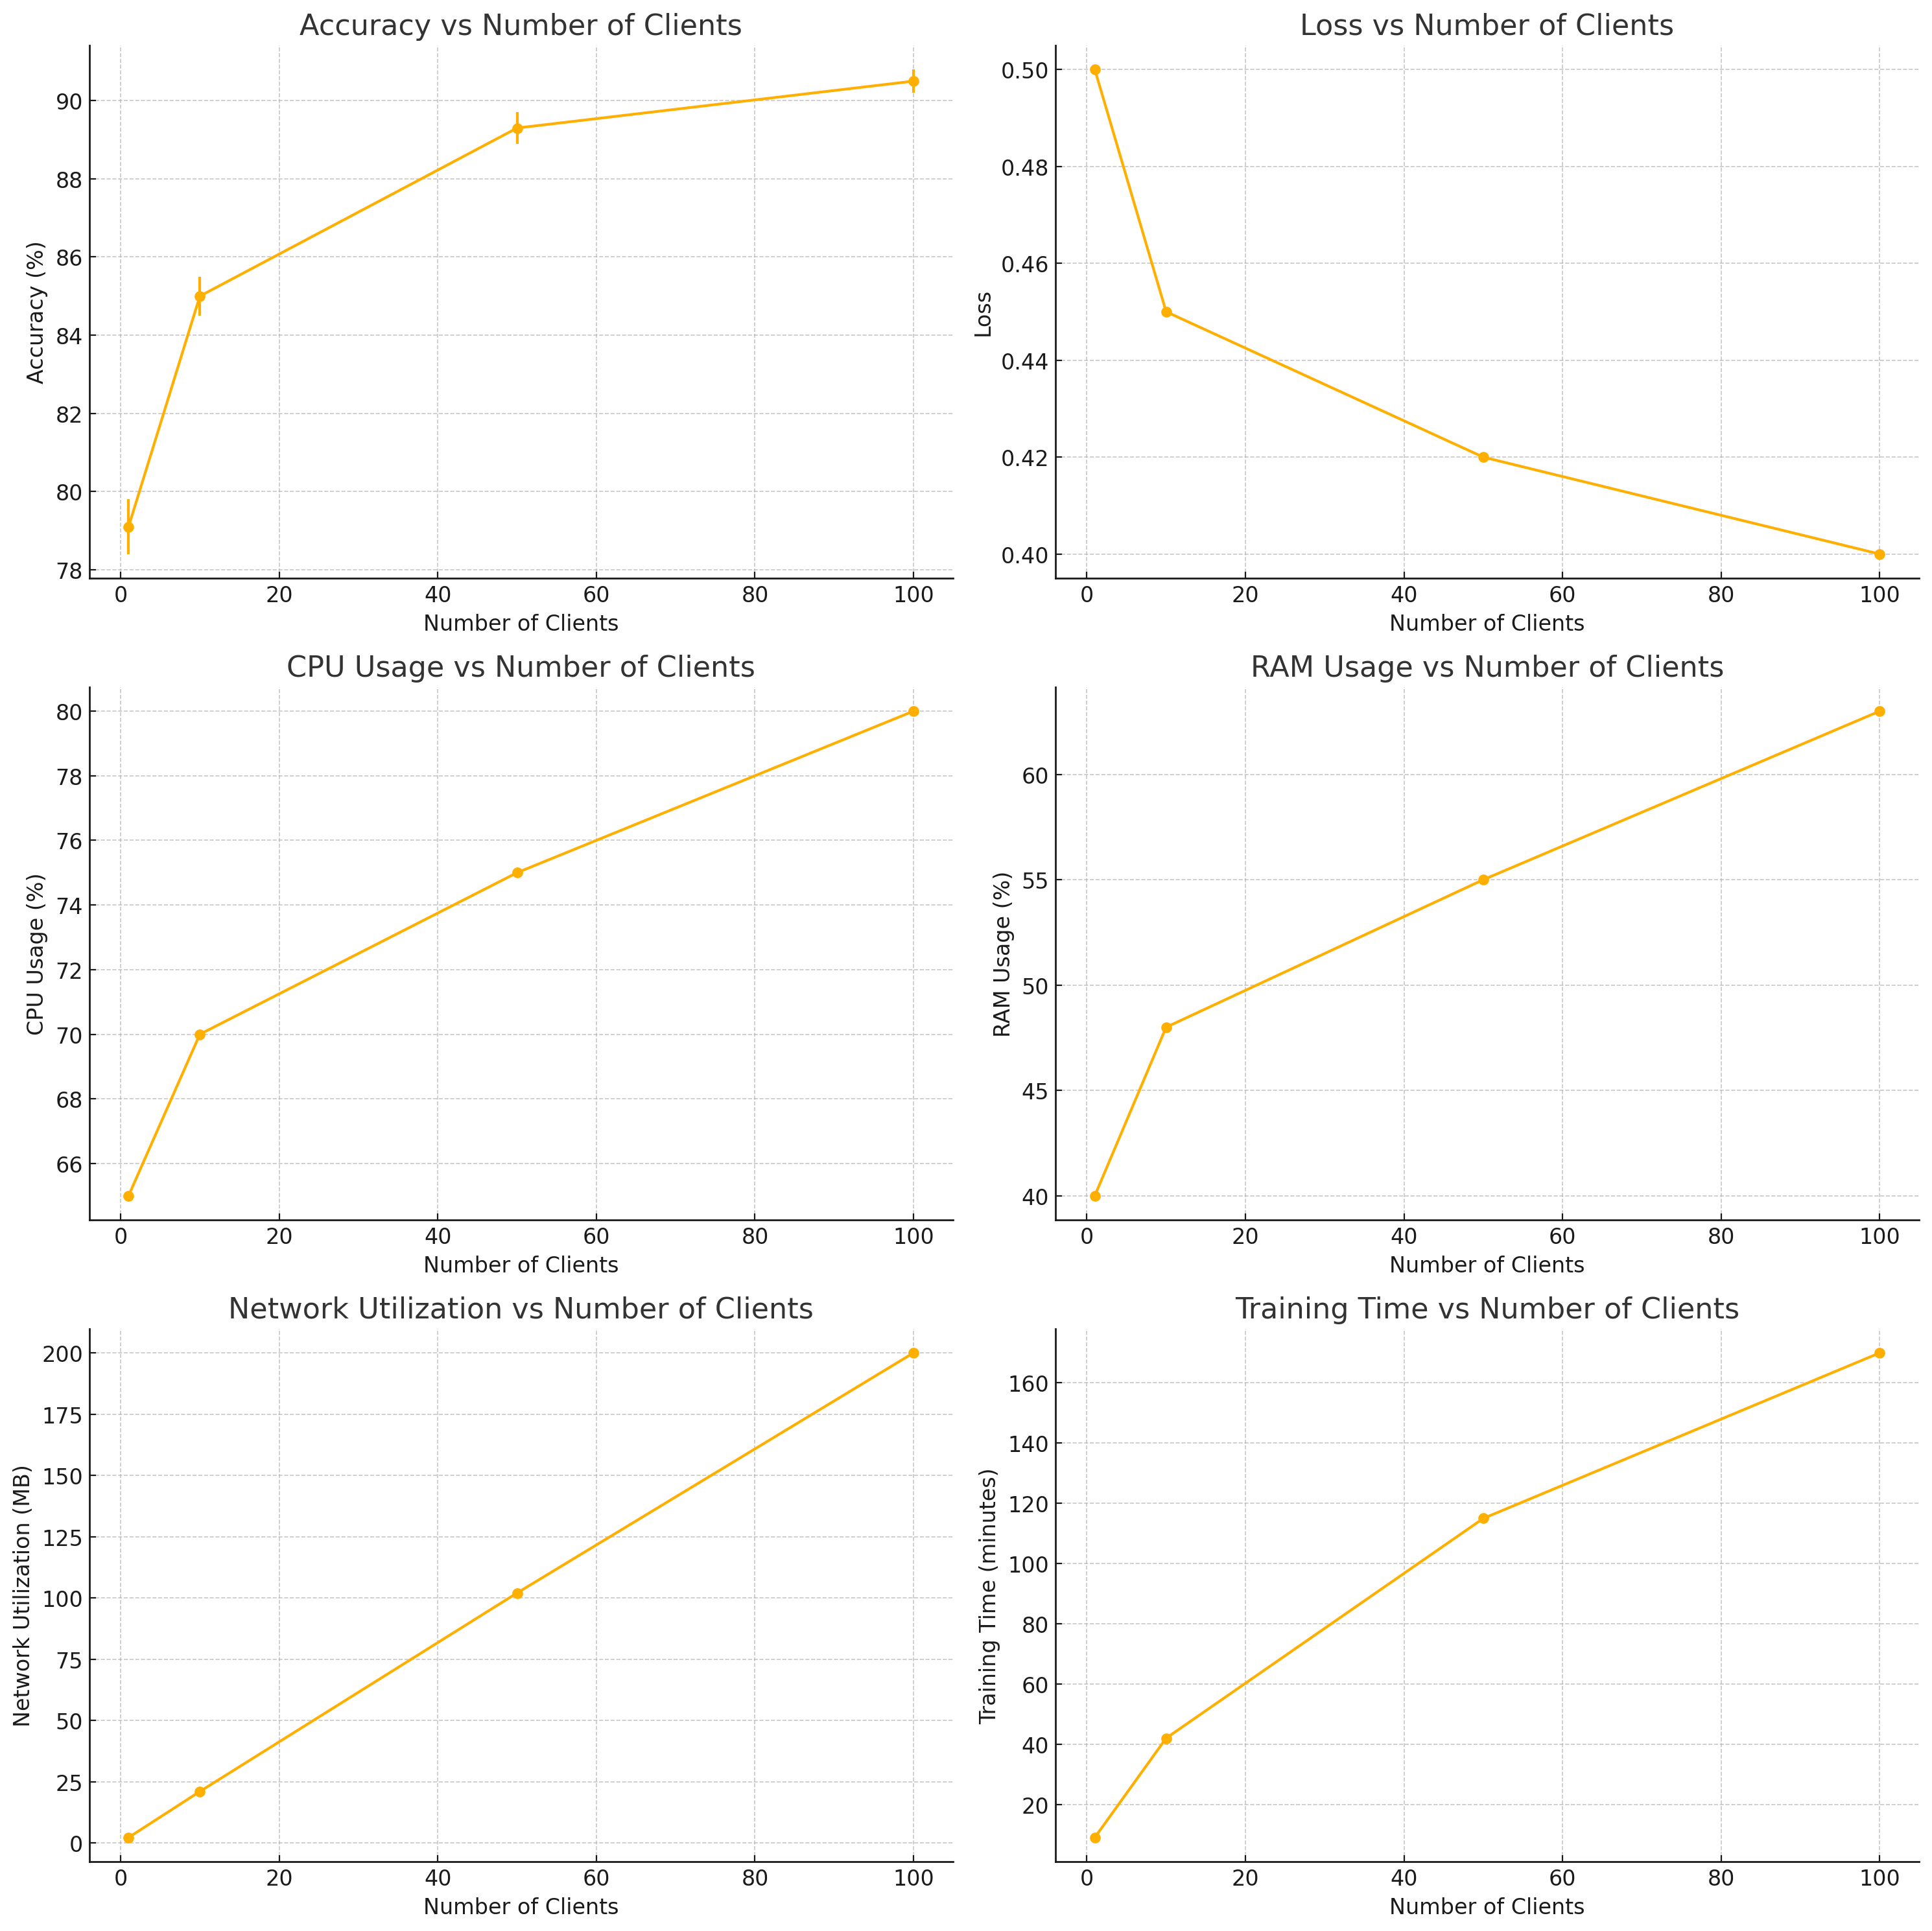 Accuracy vs Number of Clients
Accuracy (%)
90
88
86
84
82
80
78
0 20 40 60 80 100
Number of Clients
Loss vs Number of Clients
Loss
0.50
0.48
0.46
0.44
0.42
0.40
0 20 40 60 80 100
Number of Clients
CPU Usage vs Number of Clients
CPU Usage (%)
80
78
76
74
72
70
68
66
0 20 40 60 80 100
Number of Clients
RAM Usage vs Number of Clients
RAM Usage (%)
60
55
50
45
40
0 20 40 60 80 100
Number of Clients
Network Utilization vs Number of Clients
Network Utilization (MB)
200
175
150
125
100
75
50
25
0
0 20 40 60 80 100
Number of Clients
Training Time vs Number of Clients
Training Time (minutes)
160
140
120
100
80
60
40
20
0 20 40 60 80 100
Number of Clients